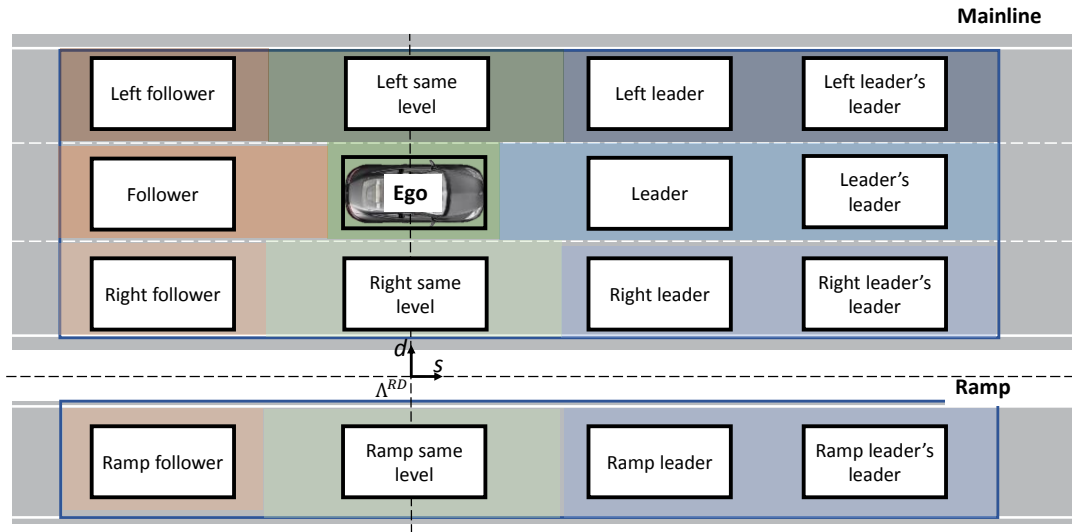 Mainline
Left follower
Left same
level
Left leader
Left leader's
leader
Follower
Ego
Leader
Leader's
leader
Right follower
Right same
level
Right leader
Right leader's
leader
d
s
Λ^{RD}
Ramp
Ramp follower
Ramp same
level
Ramp leader
Ramp leader's
leader